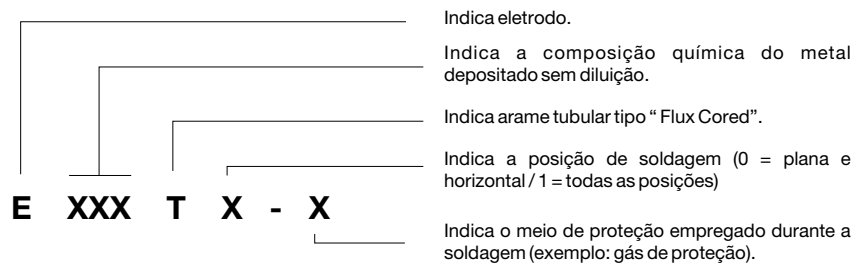 Indica eletrodo.
Indica a composição química do metal
depositado sem diluição.
Indica arame tubular tipo “ Flux Cored”.
Indica a posição de soldagem (0 = plana e
horizontal / 1 = todas as posições)
E XXX T X - X
Indica o meio de proteção empregado durante a
soldagem (exemplo: gás de proteção).